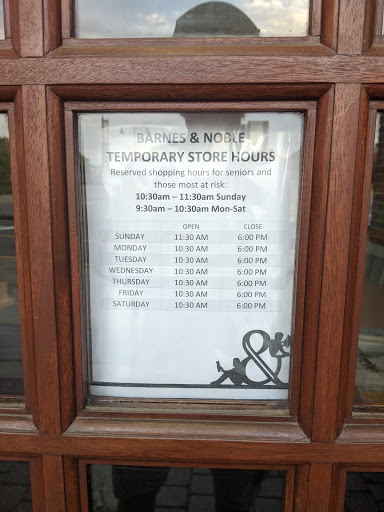 BARNES & NOBLE
TEMPORARY STORE HOURS
Reserved shopping hours for seniors and
those most at risk:
10:30am – 11:30am Sunday
9:30am – 10:30am Mon-Sat
OPEN CLOSE
SUNDAY 11:30 AM 6:00 PM
MONDAY 10:30 AM 6:00 PM
TUESDAY 10:30 AM 6:00 PM
WEDNESDAY 10:30 AM 6:00 PM
THURSDAY 10:30 AM 6:00 PM
FRIDAY 10:30 AM 6:00 PM
SATURDAY 10:30 AM 6:00 PM
&